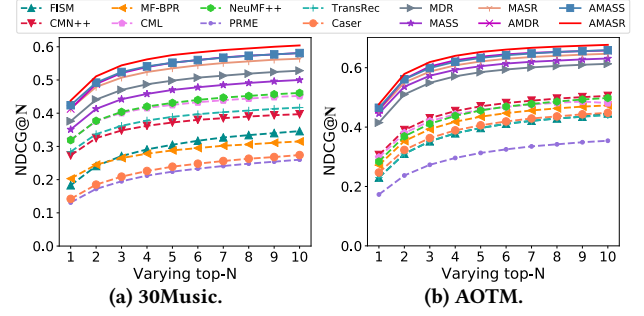 FISM MF-BPR NeuMF++ TransRec MDR MASR AMASS
CMN++ CML PRME Caser MASS AMDR AMASR
NDCG@N
0.6
0.5
0.4
0.3
0.2
0.1
0.0
1 2 3 4 5 6 7 8 9 10
Varying top-N
(a) 30Music.
NDCG@N
0.6
0.4
0.2
0.0
1 2 3 4 5 6 7 8 9 10
Varying top-N
(b) AOTM.